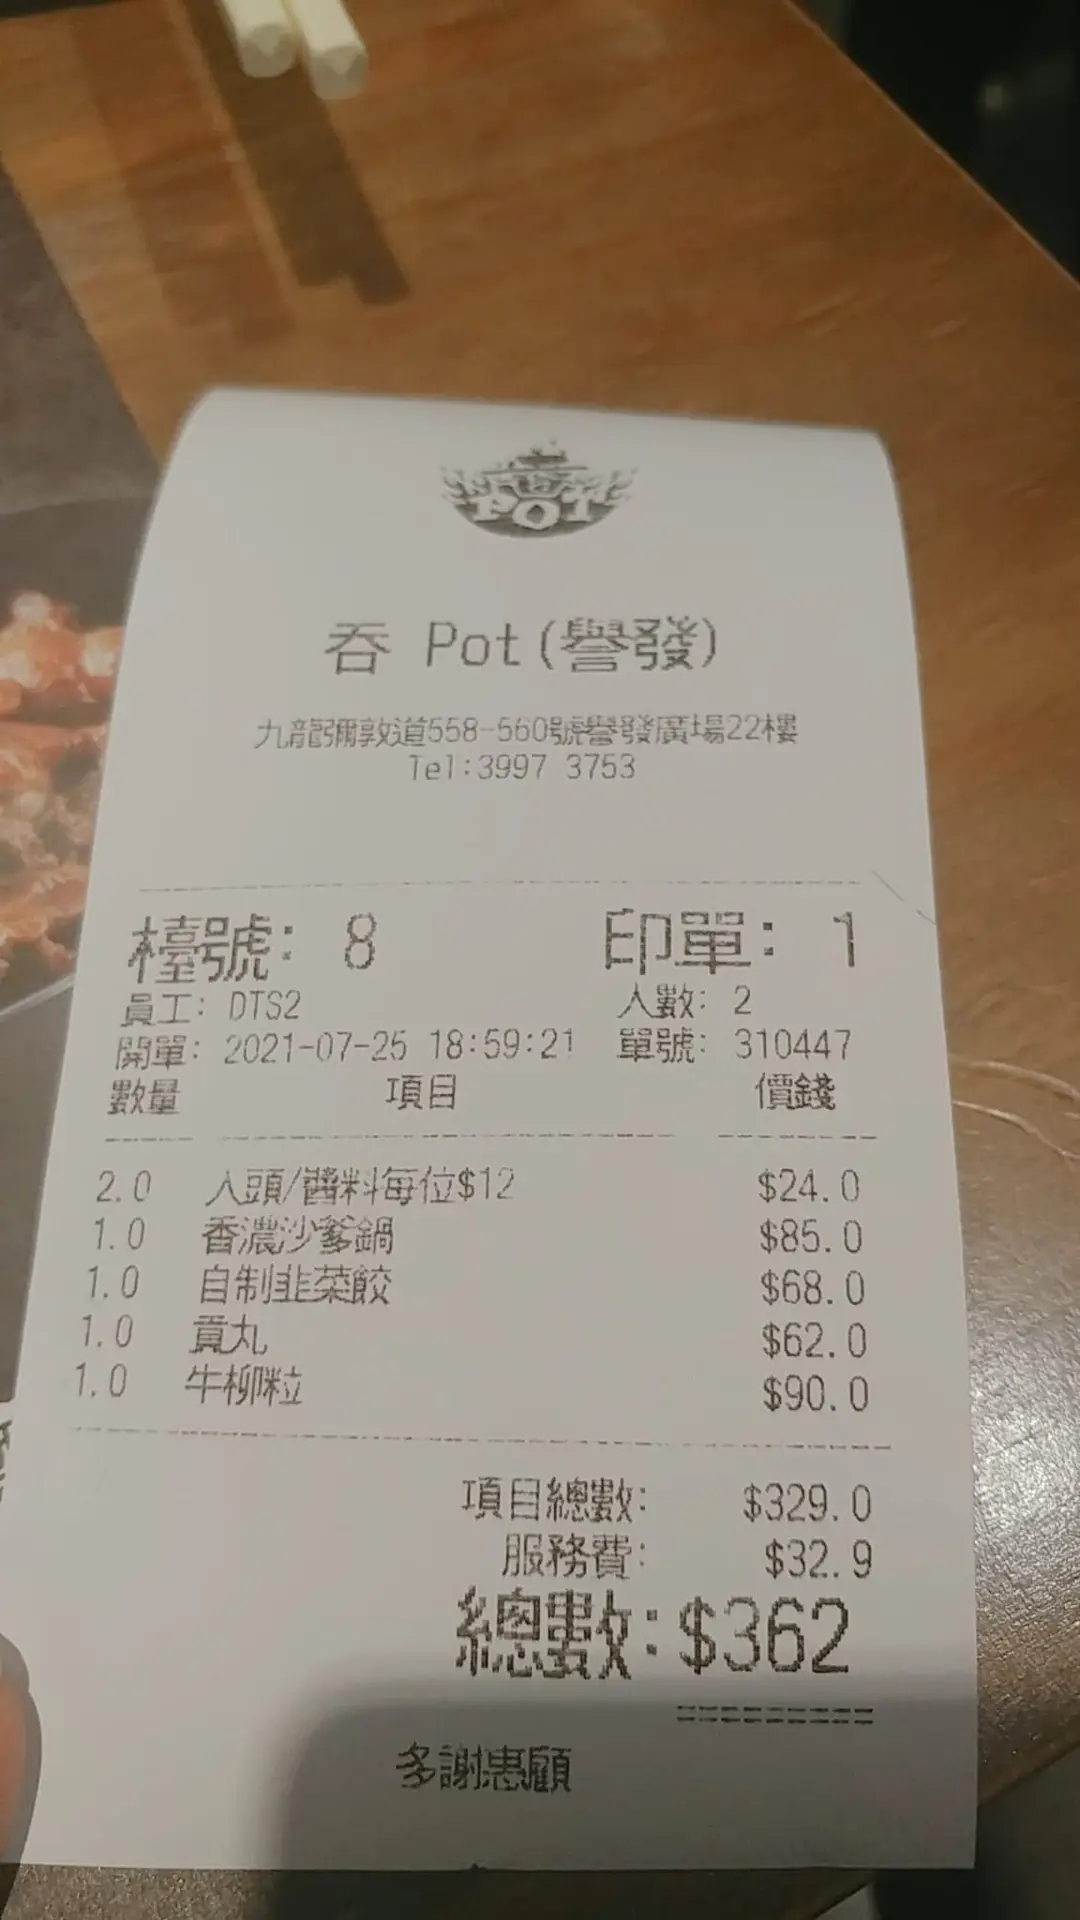 POT
吞 Pot(譽發)
九龍彌敦道558-560號譽發廣場22樓
Tel:3997 3753
檯號: 8 印單: 1
員工: DTS2 人數: 2
開單: 2021-07-25 18:59:21 單號: 310447
數量 項目 價錢
2.0 人頭/醬料每位$12 $24.0
1.0 香濃沙爹鍋 $85.0
1.0 自制韭菜餃 $68.0
1.0 貢丸 $62.0
1.0 牛柳粒 $90.0
項目總數: $329.0
服務費: $32.9
總數:$362
多謝惠顧